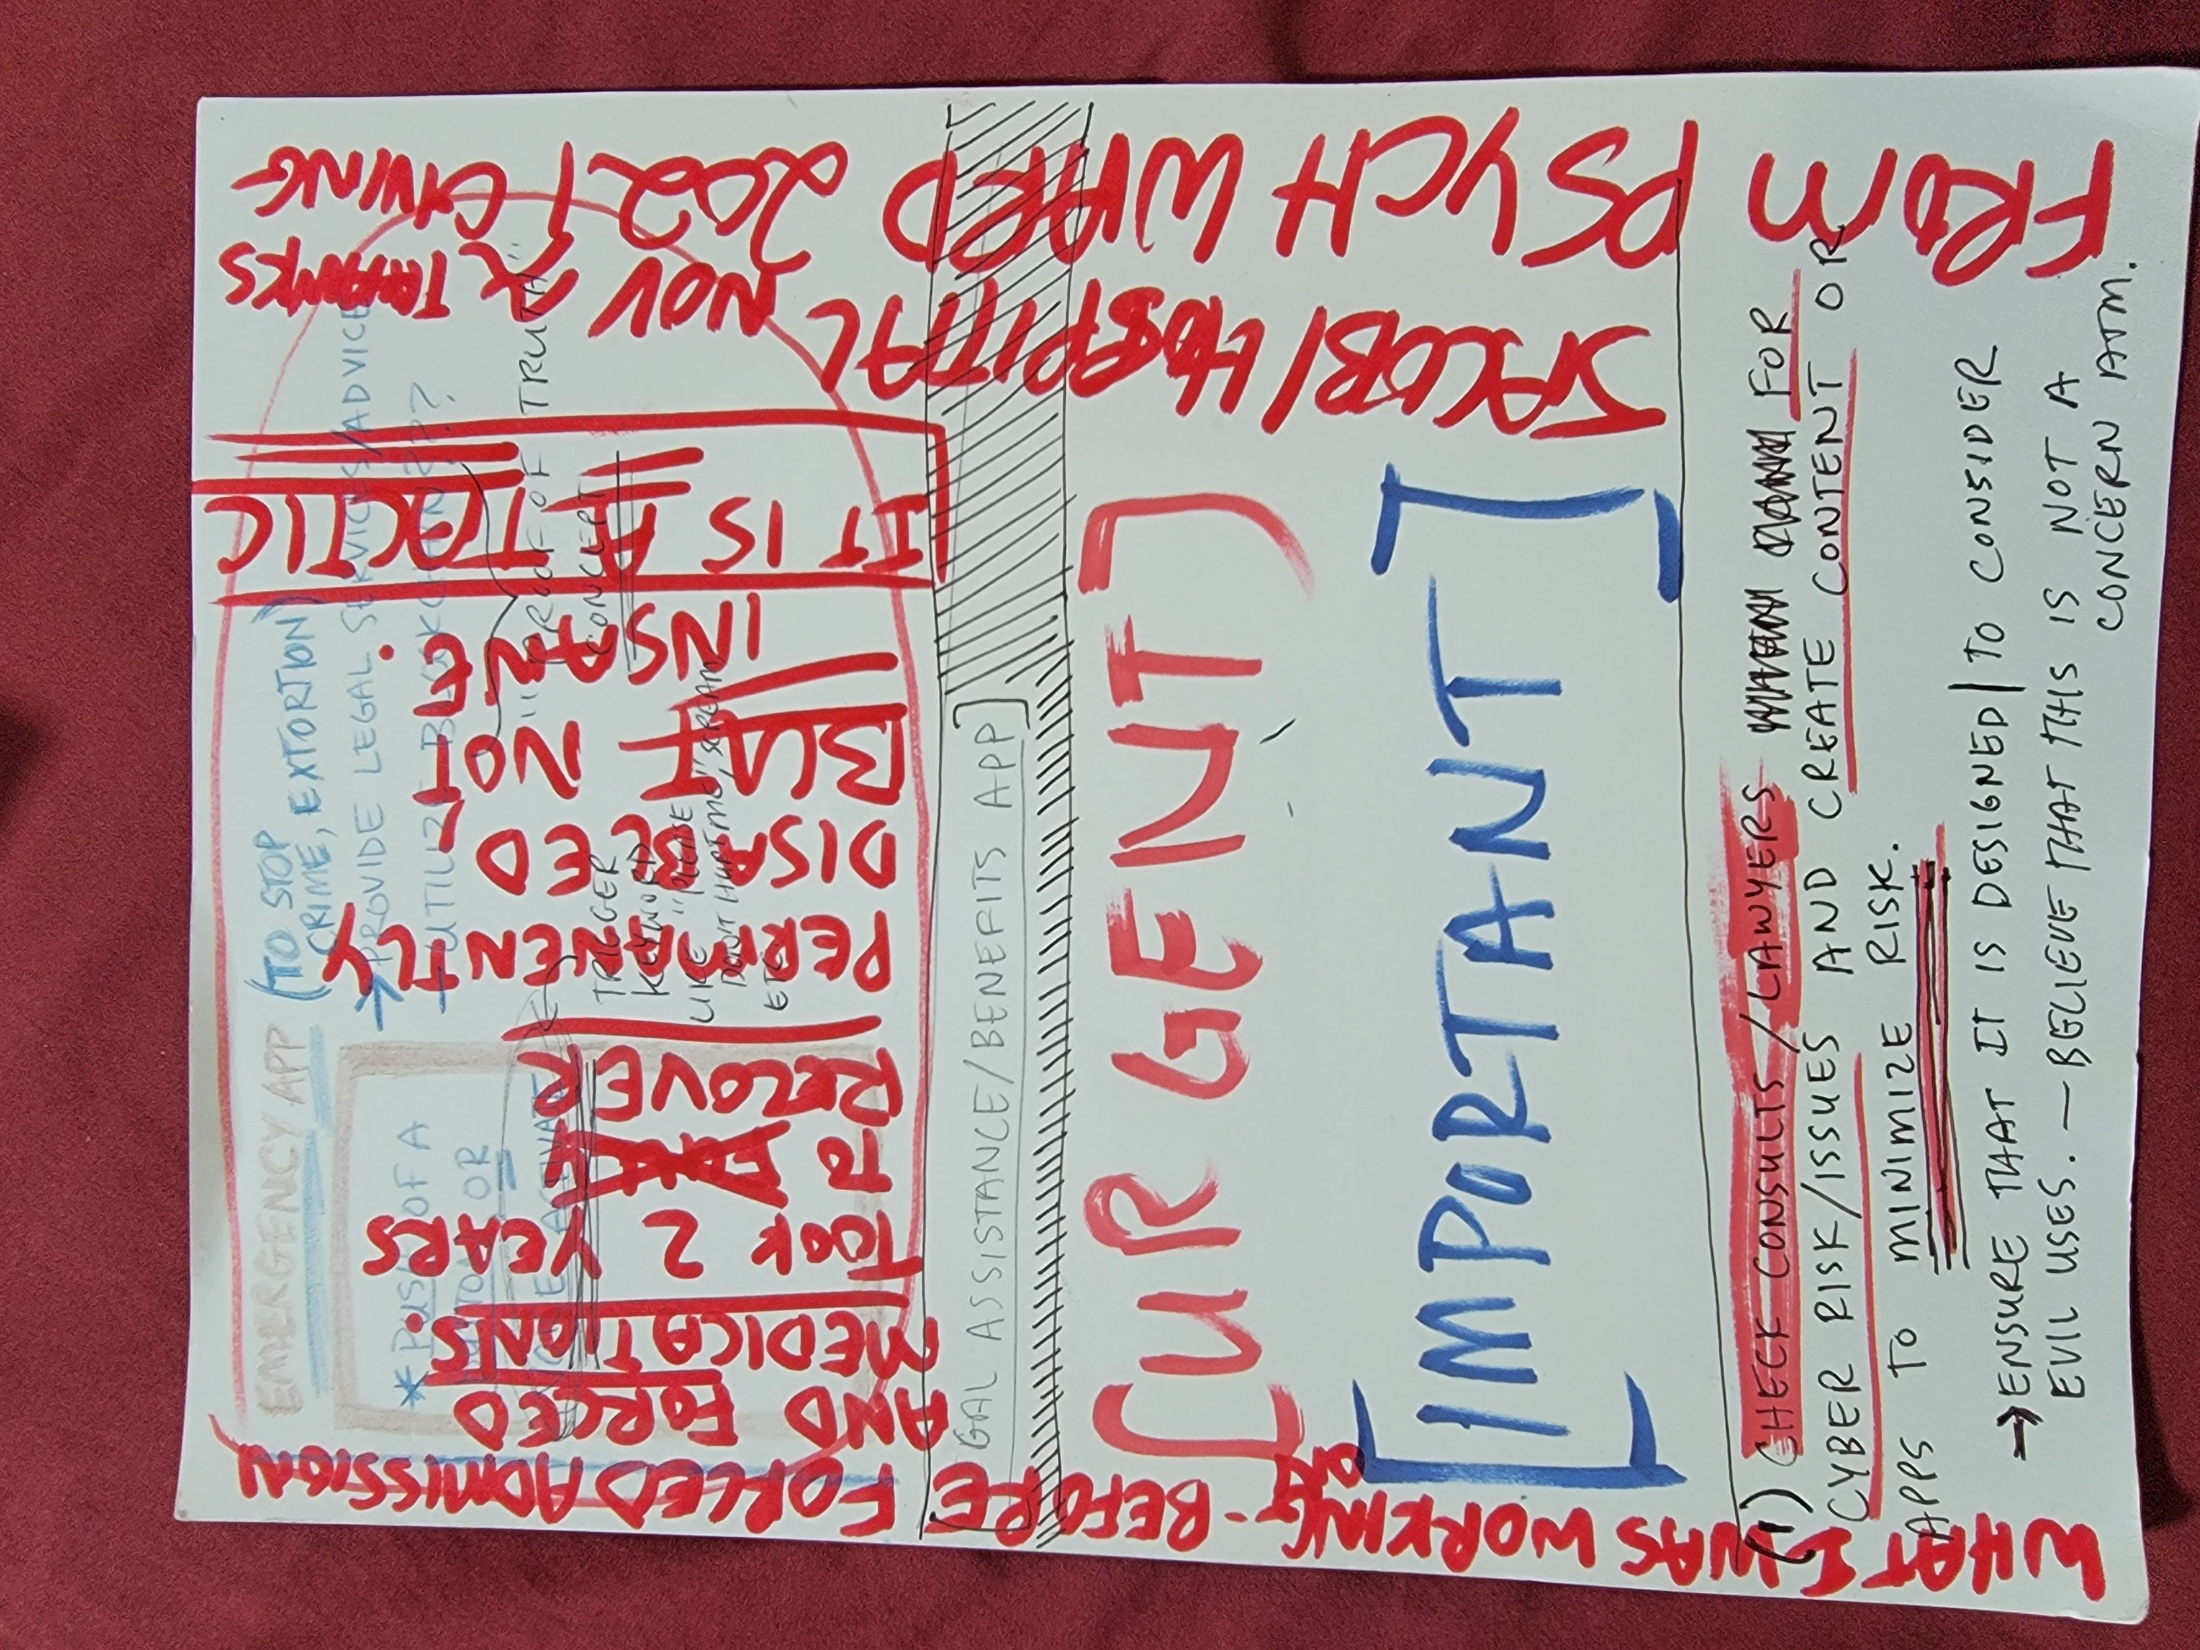 EMERGENCY APP (TO STOP
CRIME, EXTORTION)
→ PROVIDE LEGAL SERVICES/ADVICE
→ UTILIZE BLOCKCHAIN???
"PROOF OF TRUTH"
CONCEPT
* PUSH OF A
BUTTON OR
VOICE ACTIVATE
TRIGGER
KEYWORD
LIKE "PLEASE
DON'T HURT ME", SCREAM,
ETC.
GAL ASSISTANCE/BENEFITS APP]
[URGENT]
[IMPORTANT]
(1) CHECK CONSULTS/LAWYERS FOR
CYBER RISK/ISSUES AND CREATE CONTENT OR
APPS TO MINIMIZE RISK.
→ ENSURE THAT IT IS DESIGNED TO CONSIDER
EVIL USES. — BELIEVE THAT THIS IS NOT A
CONCERN ATM.
WHAT I WAS WORKING - BEFORE FORCED ADMISSION
ON
AND FORCED
MEDICATIONS.
TOOK 2 YEARS
TO
RECOVER
PERMANENTLY
DISABLED,
BUT NOT
INSANE.
IT IS A TOCTIC
JACOBI HOSPITAL NOV 2 THANKS
FROM PSYCH WARD 2021 GIVING